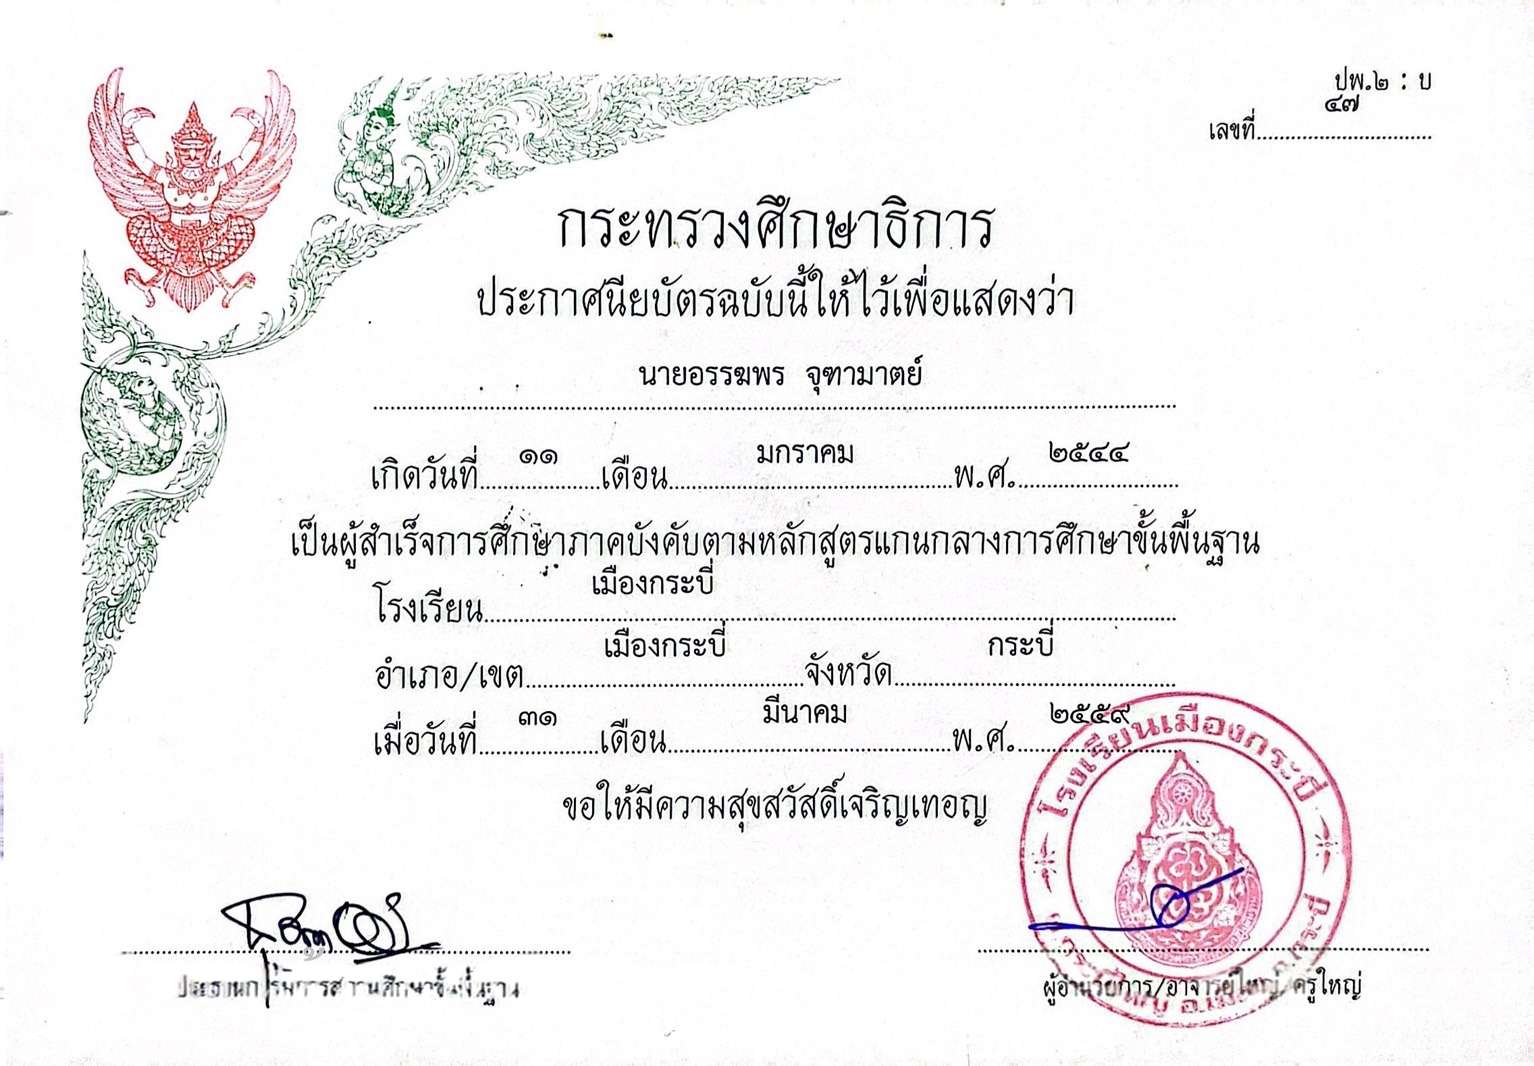 ปพ.๒ : บ
๔๗
เลขที่..............................
กระทรวงศึกษาธิการ
ประกาศนียบัตรฉบับนี้ให้ไว้เพื่อแสดงว่า
นายอรรฆพร จุฑามาตย์
เกิดวันที่ ๑๑ เดือน มกราคม พ.ศ. ๒๕๔๔
เป็นผู้สำเร็จการศึกษาภาคบังคับตามหลักสูตรแกนกลางการศึกษาขั้นพื้นฐาน
โรงเรียน เมืองกระบี่
อำเภอ/เขต เมืองกระบี่ จังหวัด กระบี่
เมื่อวันที่ ๓๑ เดือน มีนาคม พ.ศ. ๒๕๕๙
ขอให้มีความสุขสวัสดิ์เจริญเทอญ
โรงเรียนเมืองกระบี่
ประธานกรรมการสถานศึกษาขั้นพื้นฐาน
ผู้อำนวยการ/อาจารย์ใหญ่/ครูใหญ่